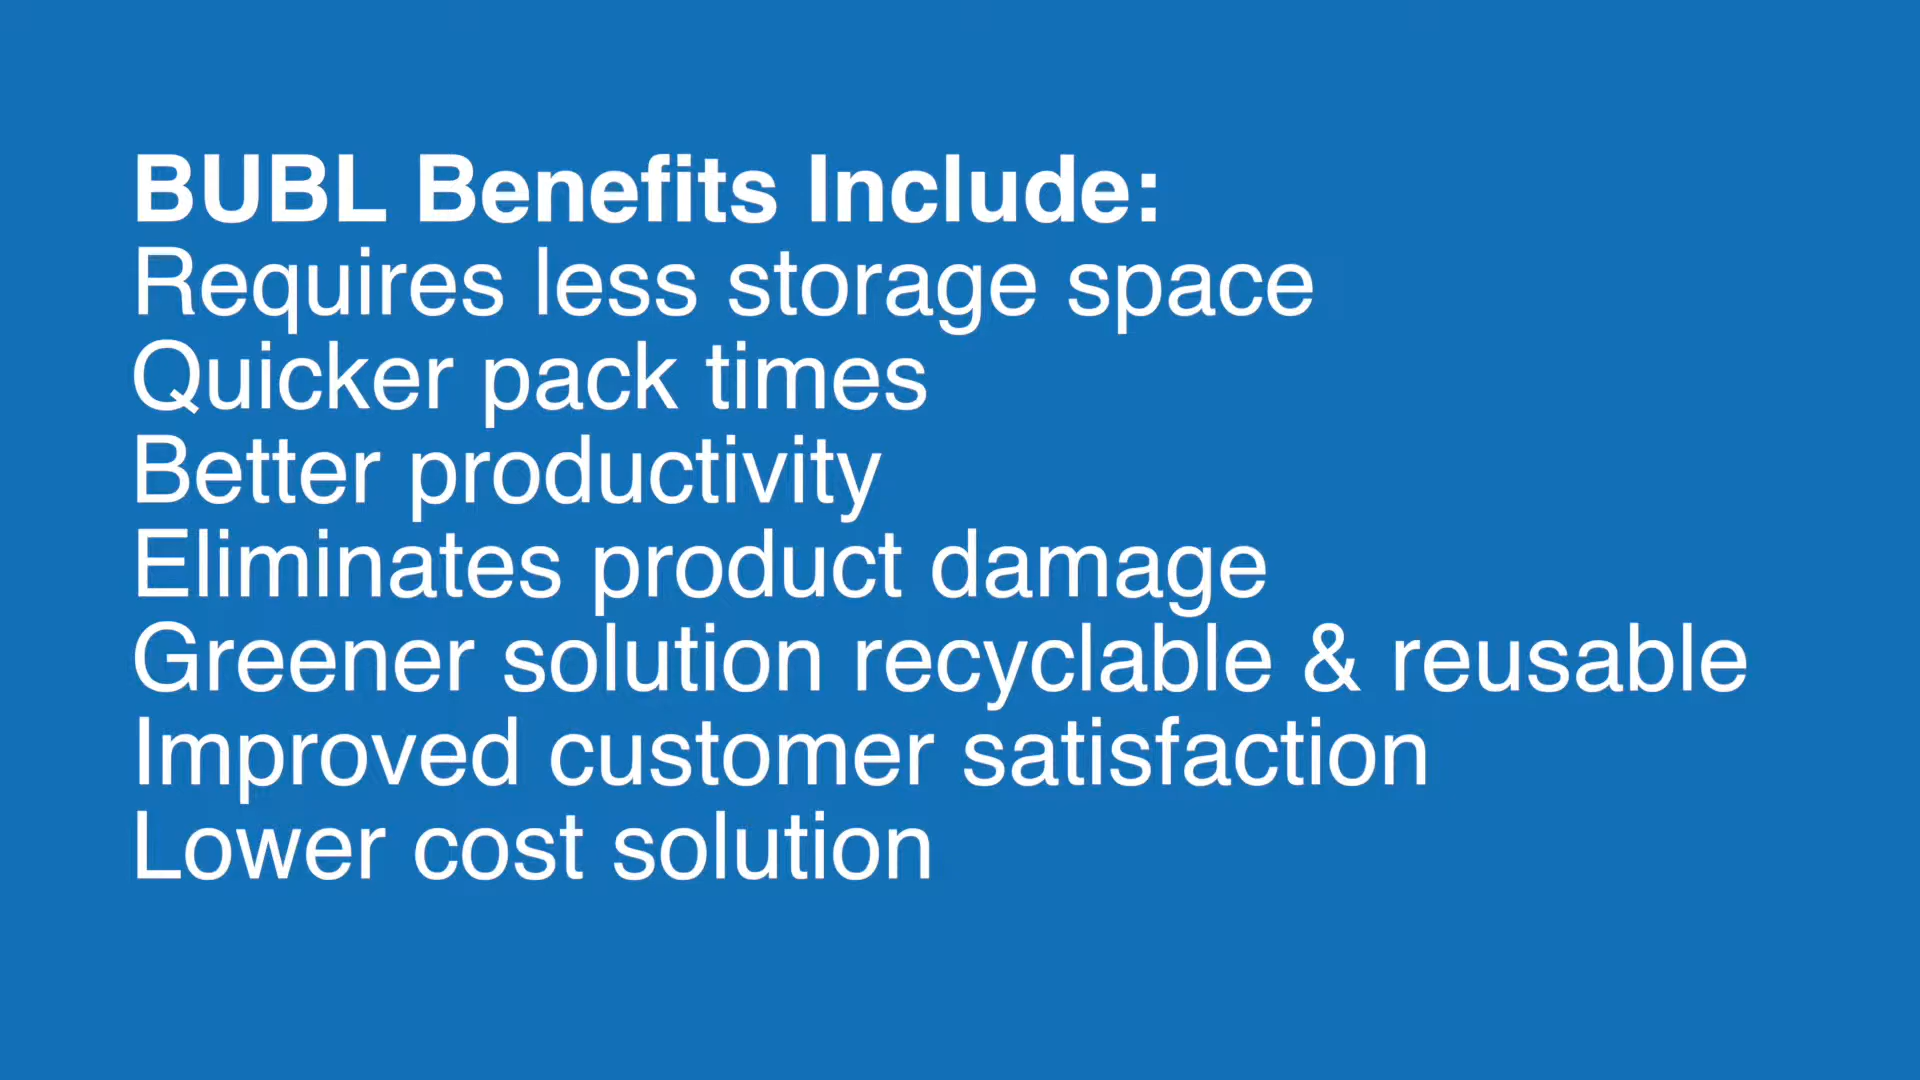 BUBL Benefits Include:
Requires less storage space
Quicker pack times
Better productivity
Eliminates product damage
Greener solution recyclable & reusable
Improved customer satisfaction
Lower cost solution